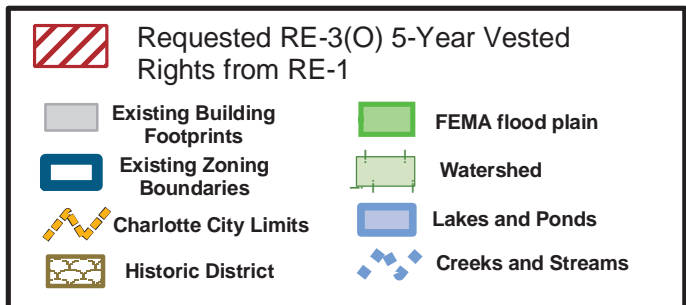 Requested RE-3(O) 5-Year Vested
Rights from RE-1
Existing Building
Footprints
Existing Zoning
Boundaries
Charlotte City Limits
Historic District
FEMA flood plain
Watershed
Lakes and Ponds
Creeks and Streams